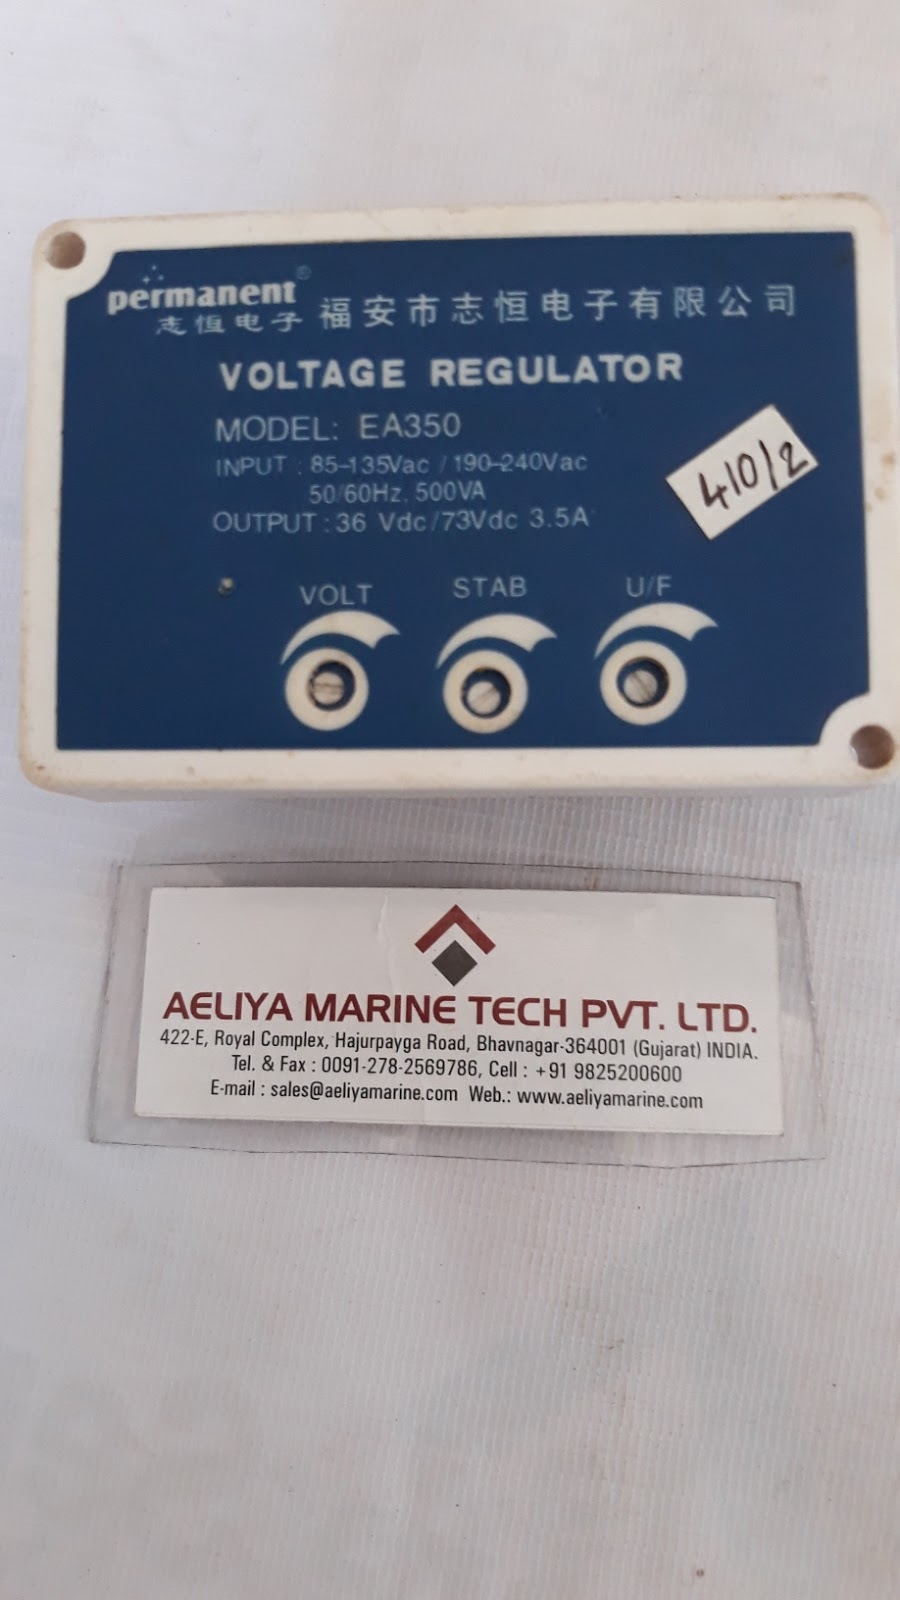 permanent®
志恒电子 福安市志恒电子有限公司
VOLTAGE REGULATOR
MODEL: EA350
INPUT : 85-135Vac / 190-240Vac
50/60Hz, 500VA
OUTPUT : 36 Vdc/73Vdc 3.5A
410/2
VOLT STAB U/F
AELIYA MARINE TECH PVT. LTD.
422-E, Royal Complex, Hajurpayga Road, Bhavnagar-364001 (Gujarat) INDIA.
Tel. & Fax : 0091-278-2569786, Cell : +91 9825200600
E-mail : sales@aeliyamarine.com Web.: www.aeliyamarine.com